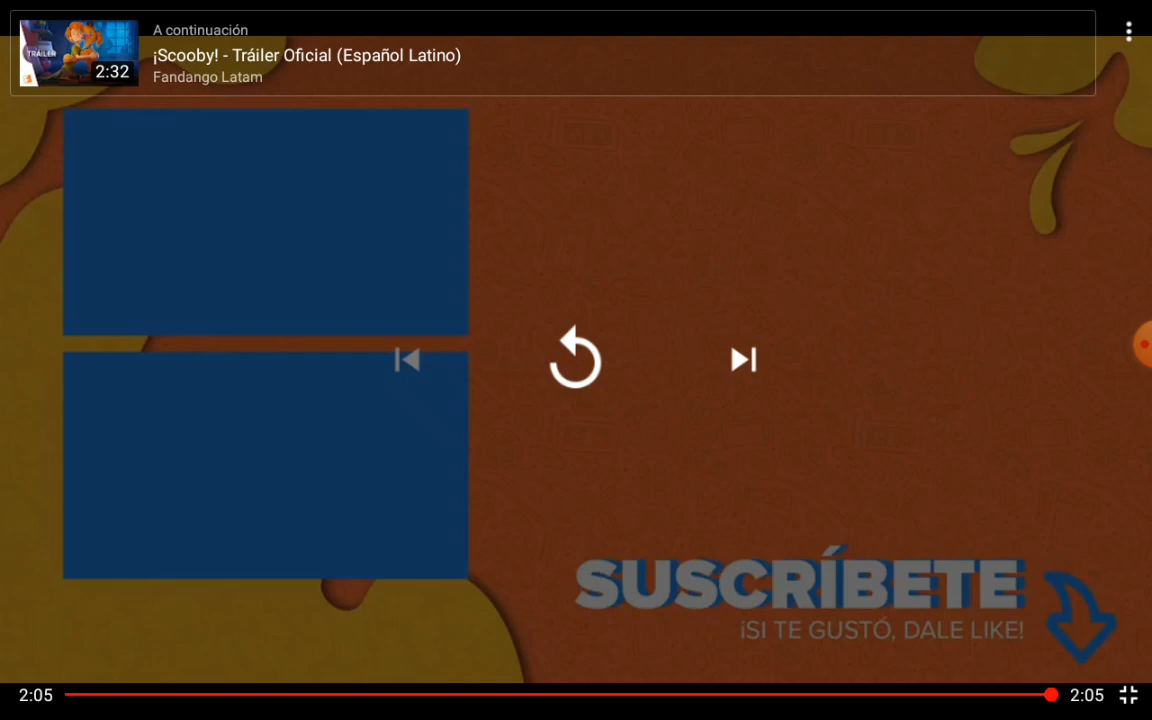 A continuación
¡Scooby! - Tráiler Oficial (Español Latino)
Fandango Latam
TRÁILER
2:32
SUSCRÍBETE
¡SI TE GUSTÓ, DALE LIKE!
2:05
2:05